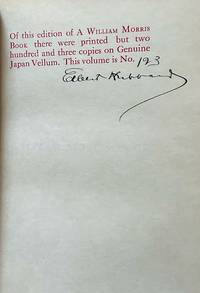 Of this edition of A WILLIAM MORRIS
BOOK there were printed but two
hundred and three copies on Genuine
Japan Vellum. This volume is No. 123
Elbert Hubbard